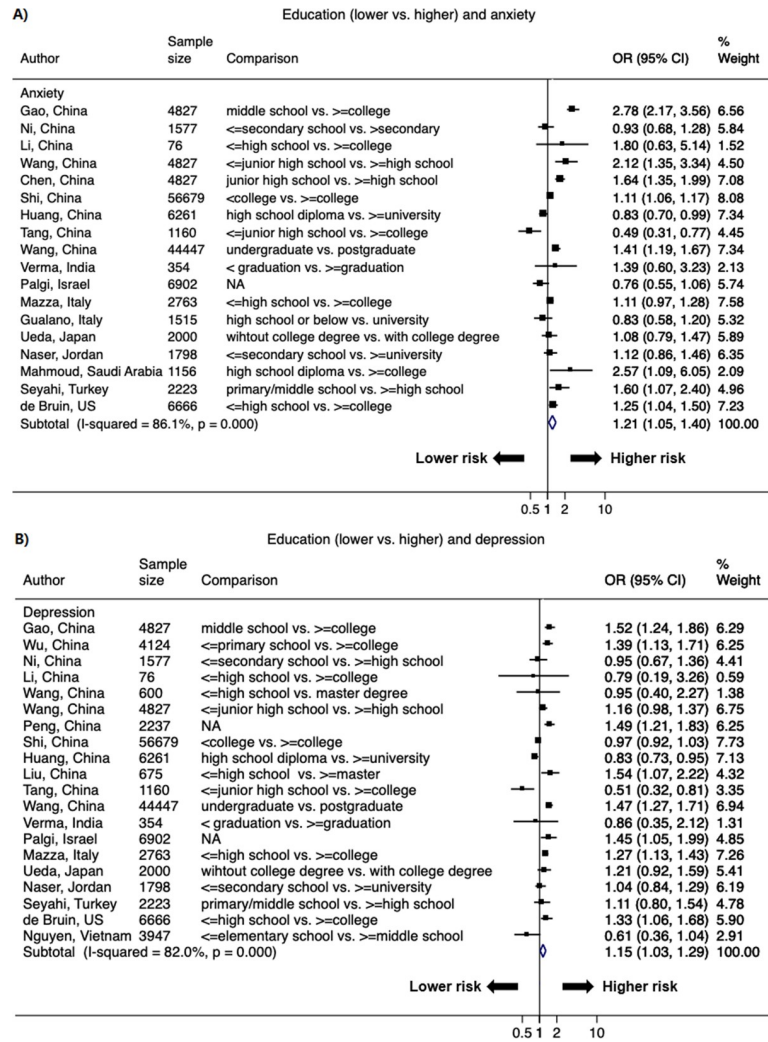 A)
Education (lower vs. higher) and anxiety
Author Sample size Comparison OR (95% CI) % Weight
Anxiety
Gao, China 4827 middle school vs. >=college 2.78 (2.17, 3.56) 6.56
Ni, China 1577 <=secondary school vs. >secondary 0.93 (0.68, 1.28) 5.84
Li, China 76 <=high school vs. >=college 1.80 (0.63, 5.14) 1.52
Wang, China 4827 <=junior high school vs. >=high school 2.12 (1.35, 3.34) 4.50
Chen, China 4827 junior high school vs. >=high school 1.64 (1.35, 1.99) 7.08
Shi, China 56679 <college vs. >=college 1.11 (1.06, 1.17) 8.08
Huang, China 6261 high school diploma vs. >=university 0.83 (0.70, 0.99) 7.34
Tang, China 1160 <=junior high school vs. >=college 0.49 (0.31, 0.77) 4.45
Wang, China 44447 undergraduate vs. postgraduate 1.41 (1.19, 1.67) 7.34
Verma, India 354 < graduation vs. >=graduation 1.39 (0.60, 3.23) 2.13
Palgi, Israel 6902 NA 0.76 (0.55, 1.06) 5.74
Mazza, Italy 2763 <=high school vs. >=college 1.11 (0.97, 1.28) 7.58
Gualano, Italy 1515 high school or below vs. university 0.83 (0.58, 1.20) 5.32
Ueda, Japan 2000 wihtout college degree vs. with college degree 1.08 (0.79, 1.47) 5.89
Naser, Jordan 1798 <=secondary school vs. >=university 1.12 (0.86, 1.46) 6.35
Mahmoud, Saudi Arabia 1156 high school diploma vs. >=college 2.57 (1.09, 6.05) 2.09
Seyahi, Turkey 2223 primary/middle school vs. >=high school 1.60 (1.07, 2.40) 4.96
de Bruin, US 6666 <=high school vs. >=college 1.25 (1.04, 1.50) 7.23
Subtotal (I-squared = 86.1%, p = 0.000) 1.21 (1.05, 1.40) 100.00
Lower risk Higher risk
0.5 1 2 10
B)
Education (lower vs. higher) and depression
Author Sample size Comparison OR (95% CI) % Weight
Depression
Gao, China 4827 middle school vs. >=college 1.52 (1.24, 1.86) 6.29
Wu, China 4124 <=primary school vs. >=college 1.39 (1.13, 1.71) 6.25
Ni, China 1577 <=secondary school vs. >=high school 0.95 (0.67, 1.36) 4.41
Li, China 76 <=high school vs. >=college 0.79 (0.19, 3.26) 0.59
Wang, China 600 <=high school vs. master degree 0.95 (0.40, 2.27) 1.38
Wang, China 4827 <=junior high school vs. >=high school 1.16 (0.98, 1.37) 6.75
Peng, China 2237 NA 1.49 (1.21, 1.83) 6.25
Shi, China 56679 <college vs. >=college 0.97 (0.92, 1.03) 7.73
Huang, China 6261 high school diploma vs. >=university 0.83 (0.73, 0.95) 7.13
Liu, China 675 <=high school vs. >=master 1.54 (1.07, 2.22) 4.32
Tang, China 1160 <=junior high school vs. >=college 0.51 (0.32, 0.81) 3.35
Wang, China 44447 undergraduate vs. postgraduate 1.47 (1.27, 1.71) 6.94
Verma, India 354 < graduation vs. >=graduation 0.86 (0.35, 2.12) 1.31
Palgi, Israel 6902 NA 1.45 (1.05, 1.99) 4.85
Mazza, Italy 2763 <=high school vs. >=college 1.27 (1.13, 1.43) 7.26
Ueda, Japan 2000 wihtout college degree vs. with college degree 1.21 (0.92, 1.59) 5.41
Naser, Jordan 1798 <=secondary school vs. >=university 1.04 (0.84, 1.29) 6.19
Seyahi, Turkey 2223 primary/middle school vs. >=high school 1.11 (0.80, 1.54) 4.78
de Bruin, US 6666 <=high school vs. >=college 1.33 (1.06, 1.68) 5.90
Nguyen, Vietnam 3947 <=elementary school vs. >=middle school 0.61 (0.36, 1.04) 2.91
Subtotal (I-squared = 82.0%, p = 0.000) 1.15 (1.03, 1.29) 100.00
Lower risk Higher risk
0.5 1 2 10